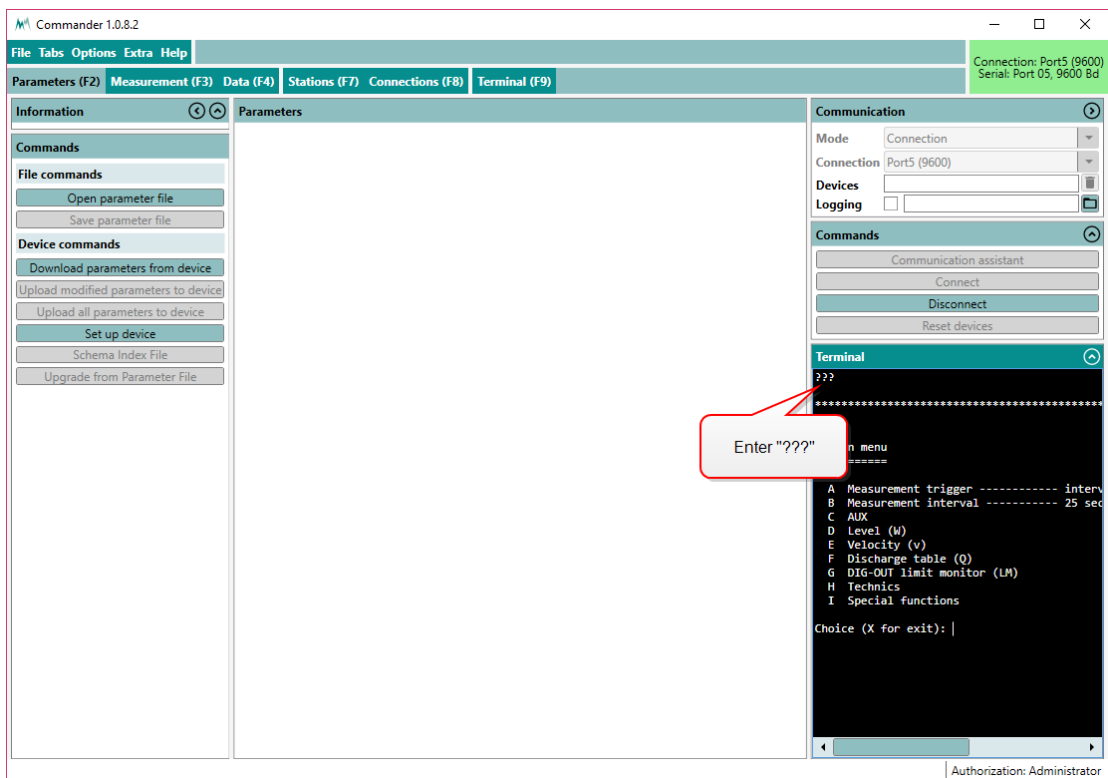 Commander 1.0.8.2
File Tabs Options Extra Help
Connection: Port5 (9600)
Serial: Port 05, 9600 Bd
Parameters (F2) Measurement (F3) Data (F4) Stations (F7) Connections (F8) Terminal (F9)
Information
Commands
File commands
Open parameter file
Save parameter file
Device commands
Download parameters from device
Upload modified parameters to device
Upload all parameters to device
Set up device
Schema Index File
Upgrade from Parameter File
Parameters
Communication
Mode Connection
Connection Port5 (9600)
Devices
Logging
Commands
Communication assistant
Connect
Disconnect
Reset devices
Terminal
???
********************************************
Enter "???"
n menu
======
A Measurement trigger ------------ interv
B Measurement interval ----------- 25 sec
C AUX
D Level (W)
E Velocity (v)
F Discharge table (Q)
G DIG-OUT limit monitor (LM)
H Technics
I Special functions
Choice (X for exit): |
Authorization: Administrator